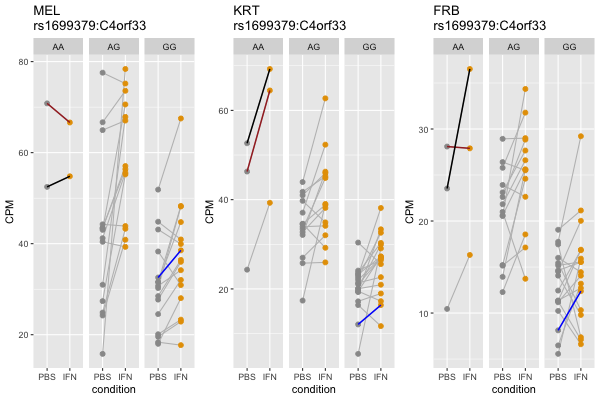 MEL
rs1699379:C4orf33
AA AG GG
80
60
40
20
CPM
PBS IFN PBS IFN PBS IFN
condition
KRT
rs1699379:C4orf33
AA AG GG
60
40
20
CPM
PBS IFN PBS IFN PBS IFN
condition
FRB
rs1699379:C4orf33
AA AG GG
30
20
10
CPM
PBS IFN PBS IFN PBS IFN
condition